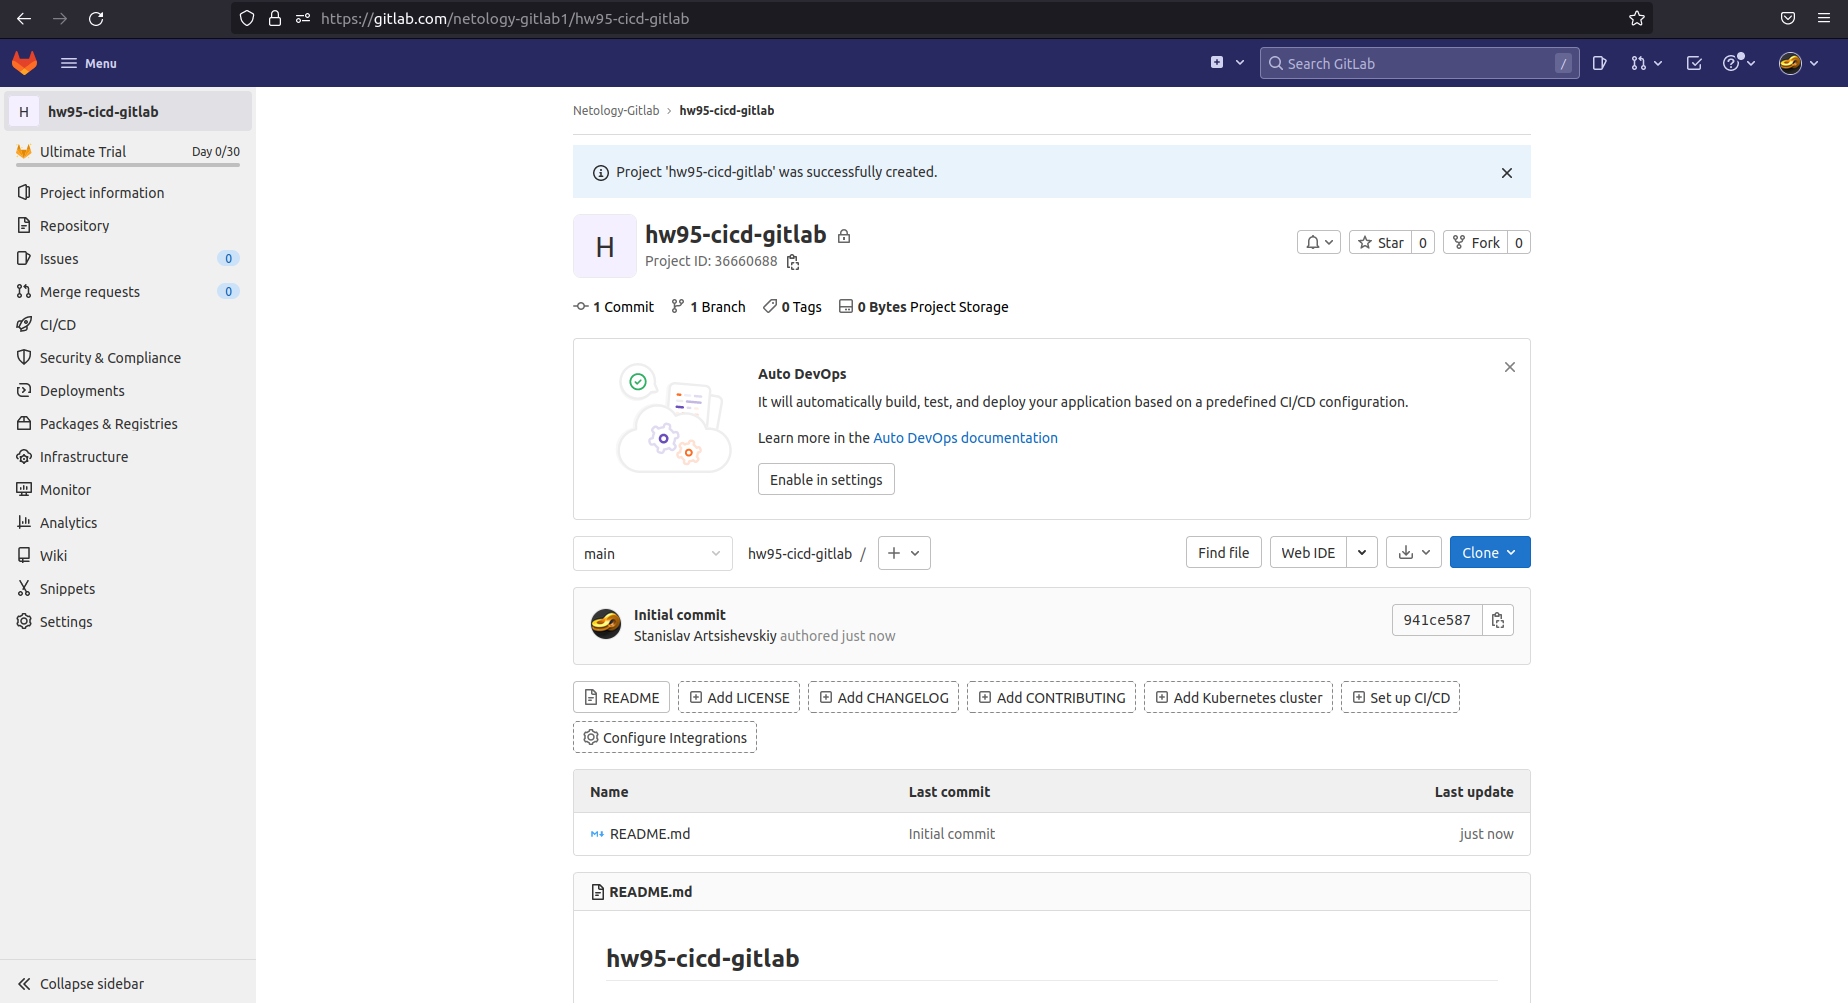 https://gitlab.com/netology-gitlab1/hw95-cicd-gitlab
Menu
Search GitLab
/
H hw95-cicd-gitlab
Ultimate Trial Day 0/30
Project information
Repository
Issues 0
Merge requests 0
CI/CD
Security & Compliance
Deployments
Packages & Registries
Infrastructure
Monitor
Analytics
Wiki
Snippets
Settings
Collapse sidebar
Netology-Gitlab › hw95-cicd-gitlab
Project 'hw95-cicd-gitlab' was successfully created.
H
hw95-cicd-gitlab
Project ID: 36660688
Star 0 Fork 0
1 Commit 1 Branch 0 Tags 0 Bytes Project Storage
Auto DevOps
It will automatically build, test, and deploy your application based on a predefined CI/CD configuration.
Learn more in the Auto DevOps documentation
Enable in settings
main hw95-cicd-gitlab / + Find file Web IDE Clone
Initial commit
Stanislav Artsishevskiy authored just now
941ce587
README Add LICENSE Add CHANGELOG Add CONTRIBUTING Add Kubernetes cluster Set up CI/CD
Configure Integrations
Name Last commit Last update
README.md Initial commit just now
README.md
hw95-cicd-gitlab